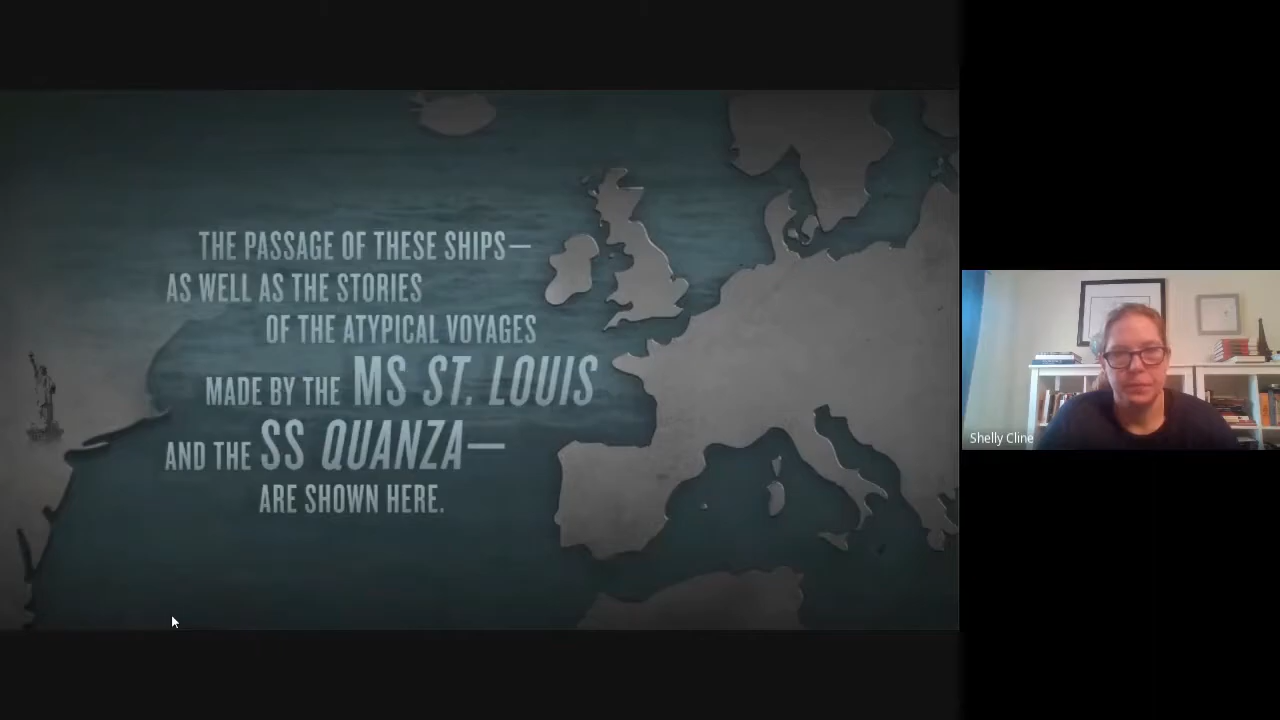 THE PASSAGE OF THESE SHIPS—
AS WELL AS THE STORIES
OF THE ATYPICAL VOYAGES
MADE BY THE MS ST. LOUIS
AND THE SS QUANZA—
ARE SHOWN HERE.
Shelly Cline